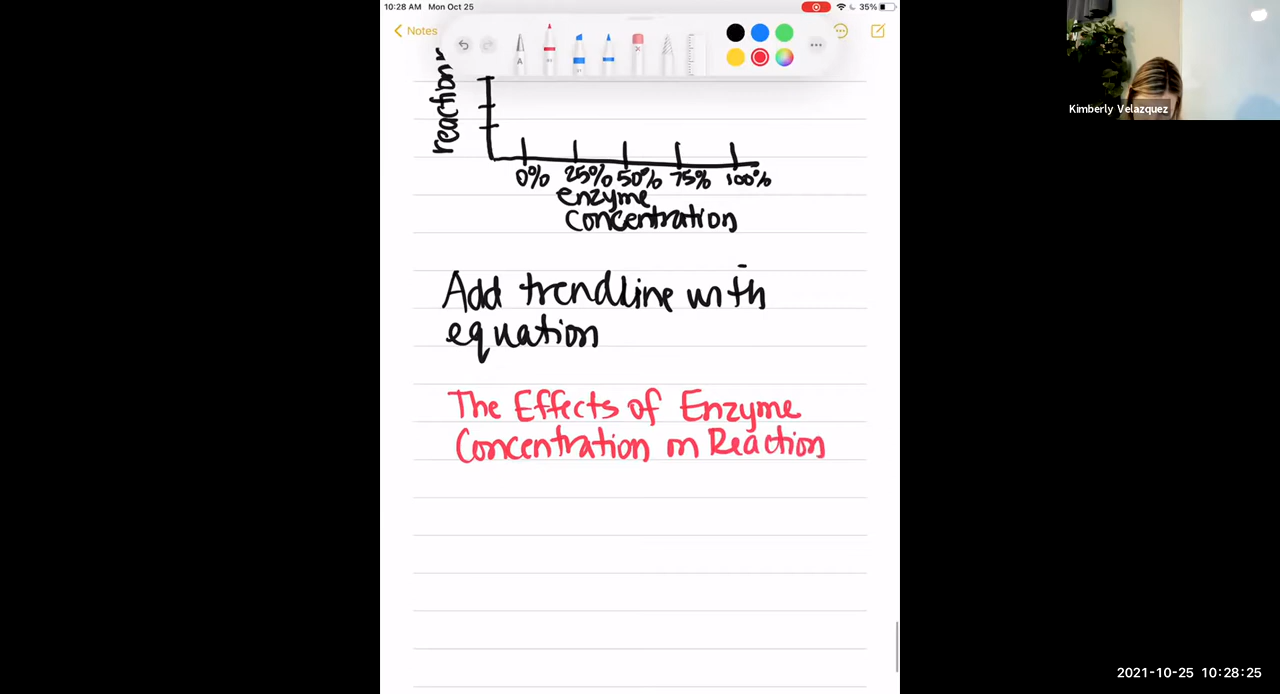 10:28 AM Mon Oct 25
35%
Notes
Kimberly Velazquez
reaction
0% 25% 50% 75% 100%
enzyme
concentration
Add trendline with
equation
The Effects of Enzyme
Concentration on Reaction
2021-10-25 10:28:25